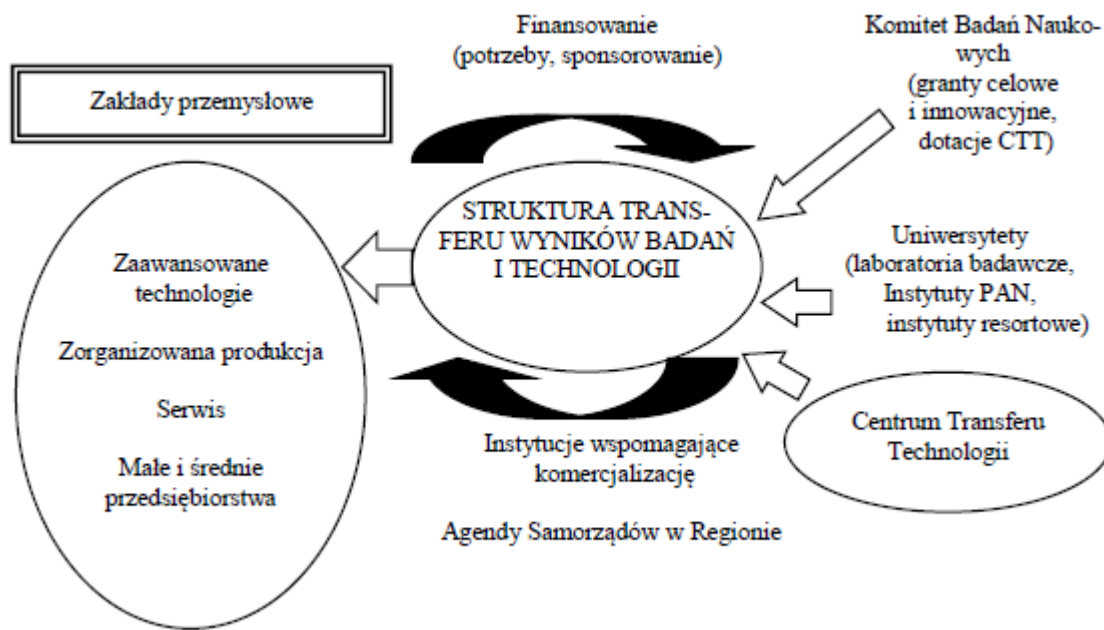 Finansowanie
(potrzeby, sponsorowanie)
Komitet Badań Nauko-
wych
(granty celowe
i innowacyjne,
dotacje CTT)
Zakłady przemysłowe
STRUKTURA TRANS-
FERU WYNIKÓW BADAŃ
I TECHNOLOGII
Uniwersytety
(laboratoria badawcze,
Instytuty PAN,
instytuty resortowe)
Zaawansowane
technologie
Zorganizowana produkcja
Serwis
Małe i średnie
przedsiębiorstwa
Centrum Transferu
Technologii
Instytucje wspomagające
komercjalizację
Agendy Samorządów w Regionie